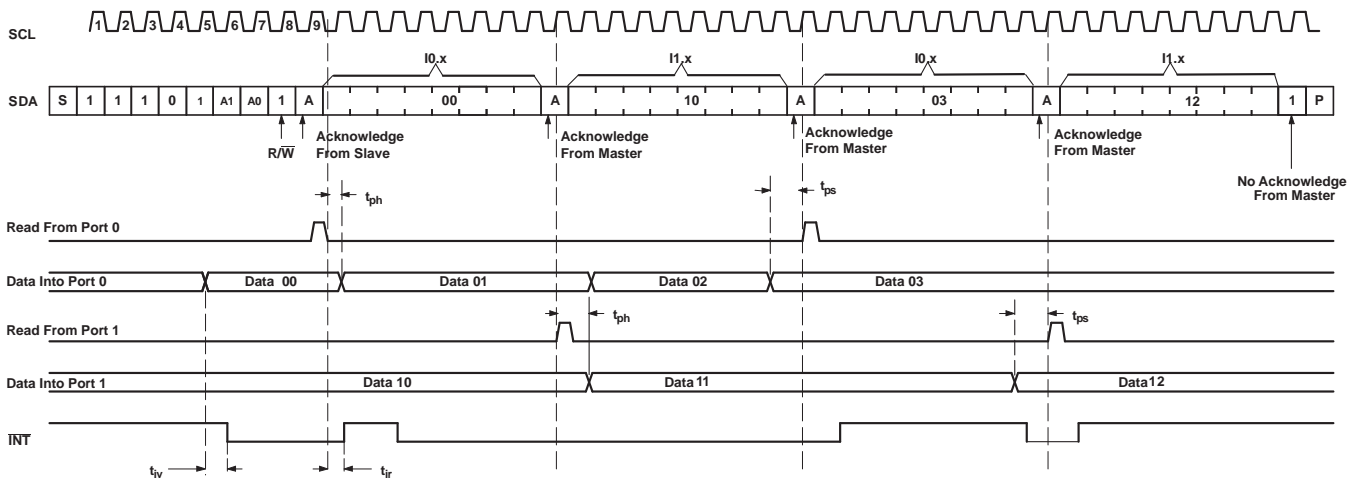 SCL
1 2 3 4 5 6 7 8 9
I0.x I1.x I0.x I1.x
SDA S 1 1 1 0 1 A1 A0 1 A 00 A 10 A 03 A 12 1 P
R/W
Acknowledge
From Slave
Acknowledge
From Master
Acknowledge
From Master
Acknowledge
From Master
No Acknowledge
From Master
tph
tps
Read From Port 0
Data Into Port 0 Data 00 Data 01 Data 02 Data 03
tph
tps
Read From Port 1
Data Into Port 1 Data 10 Data 11 Data12
INT
tiv tir